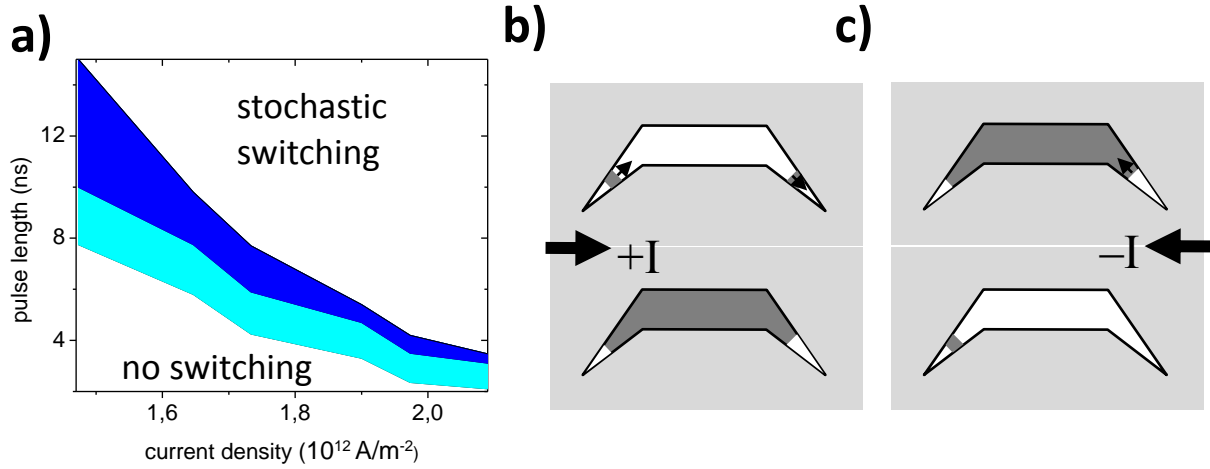 a)
b)
c)
stochastic
switching
no switching
12
8
4
pulse length (ns)
1,6
1,8
2,0
current density (10¹² A/m⁻²)
+I
−I